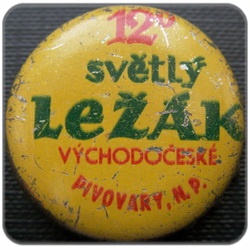 12°
světlý
LEŽÁK
VÝCHODOČESKÉ
PIVOVARY, N.P.